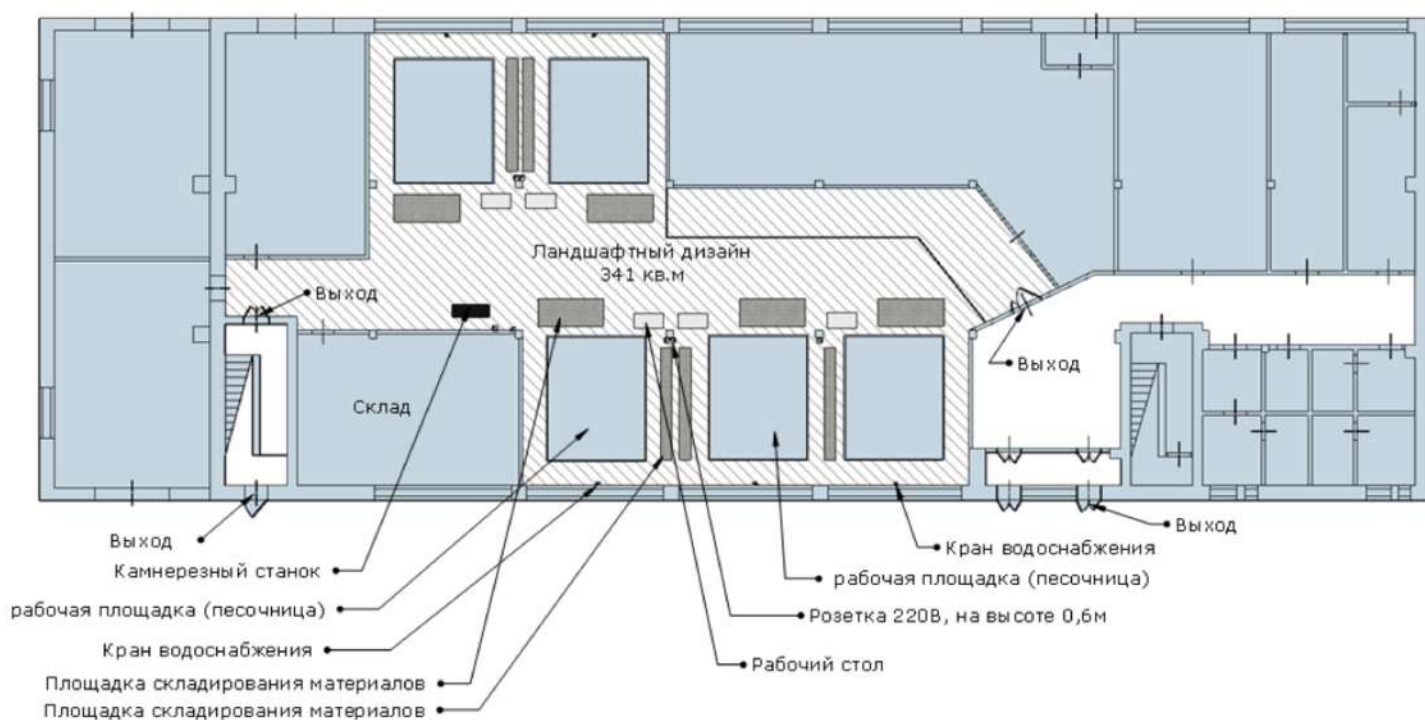 Ландшафтный дизайн
341 кв.м
Выход
Выход
Склад
Выход
Выход
Камнерезный станок
Кран водоснабжения
рабочая площадка (песочница)
рабочая площадка (песочница)
Розетка 220В, на высоте 0,6м
Кран водоснабжения
Рабочий стол
Площадка складирования материалов
Площадка складирования материалов